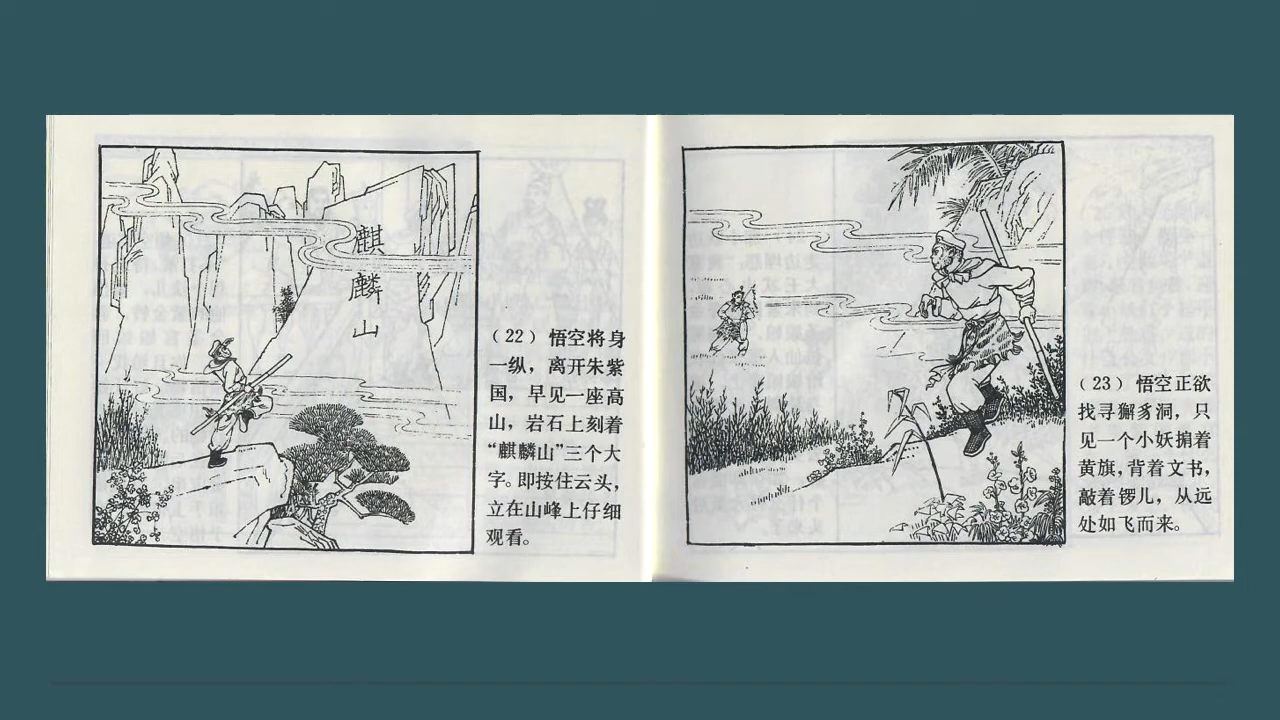 麒
麟
山
（22） 悟空将身
一纵，离开朱紫
国，早见一座高
山，岩石上刻着
“麒麟山”三个大
字。即按住云头，
立在山峰上仔细
观看。
（23） 悟空正欲
找寻獬豸洞，只
见一个小妖掮着
黄旗，背着文书，
敲着锣儿，从远
处如飞而来。